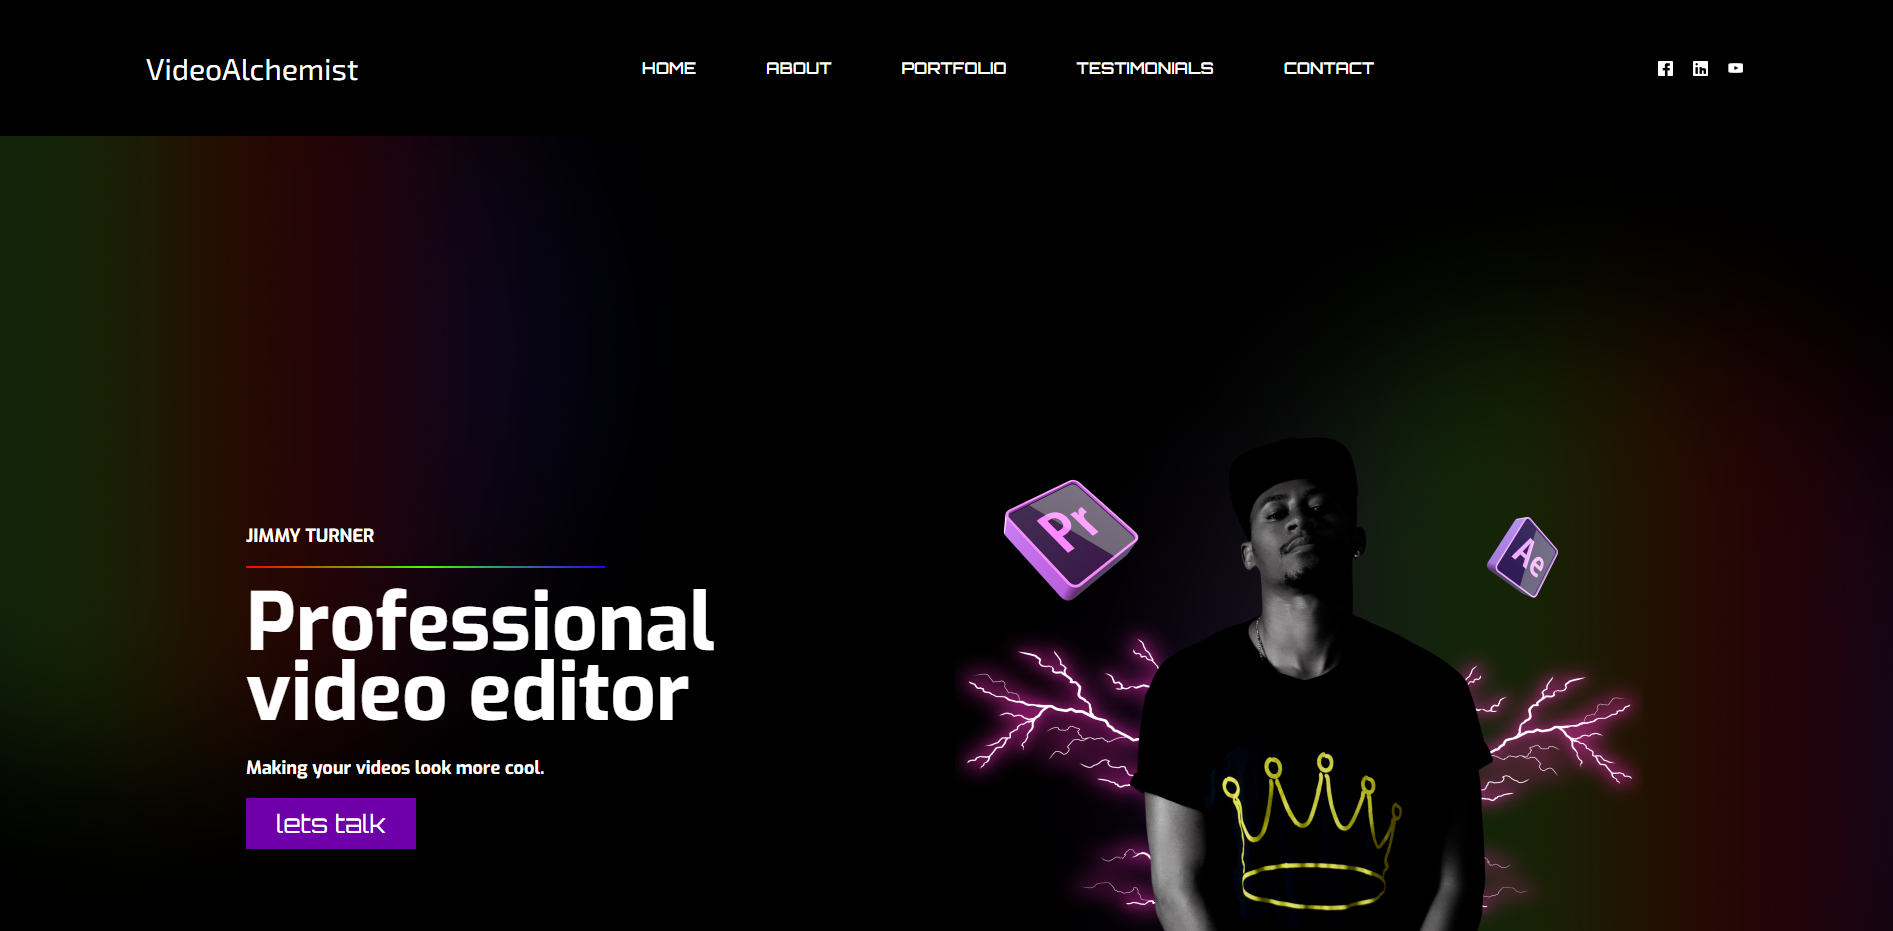 VideoAlchemist
HOME ABOUT PORTFOLIO TESTIMONIALS CONTACT
JIMMY TURNER
Professional
video editor
Making your videos look more cool.
lets talk
Pr
Ae